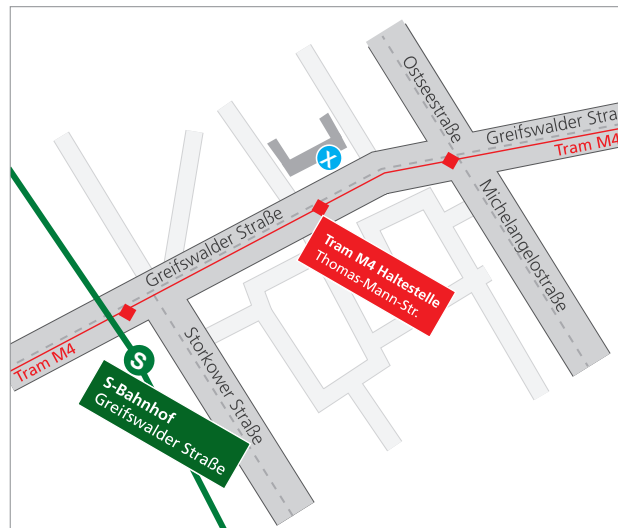 Ostseestraße
Greifswalder Stra
Tram M4
Michelangelostraße
Greifswalder Straße
X
Tram M4 Haltestelle
Thomas-Mann-Str.
Tram M4
Storkower Straße
S
S-Bahnhof
Greifswalder Straße